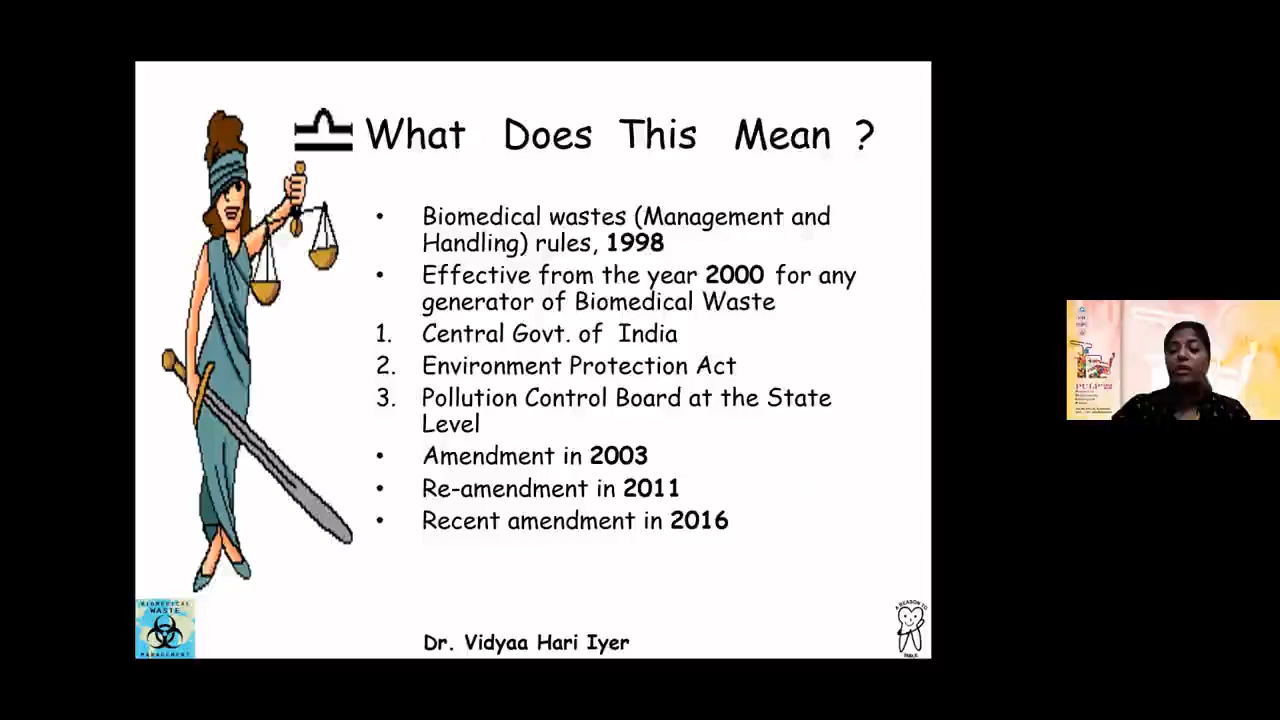 What Does This Mean ?
• Biomedical wastes (Management and
Handling) rules, 1998
• Effective from the year 2000 for any
generator of Biomedical Waste
1. Central Govt. of India
2. Environment Protection Act
3. Pollution Control Board at the State
Level
• Amendment in 2003
• Re-amendment in 2011
• Recent amendment in 2016
BIOMEDICAL
WASTE
MANAGEMENT
Dr. Vidyaa Hari Iyer
A REASON TO
SMILE